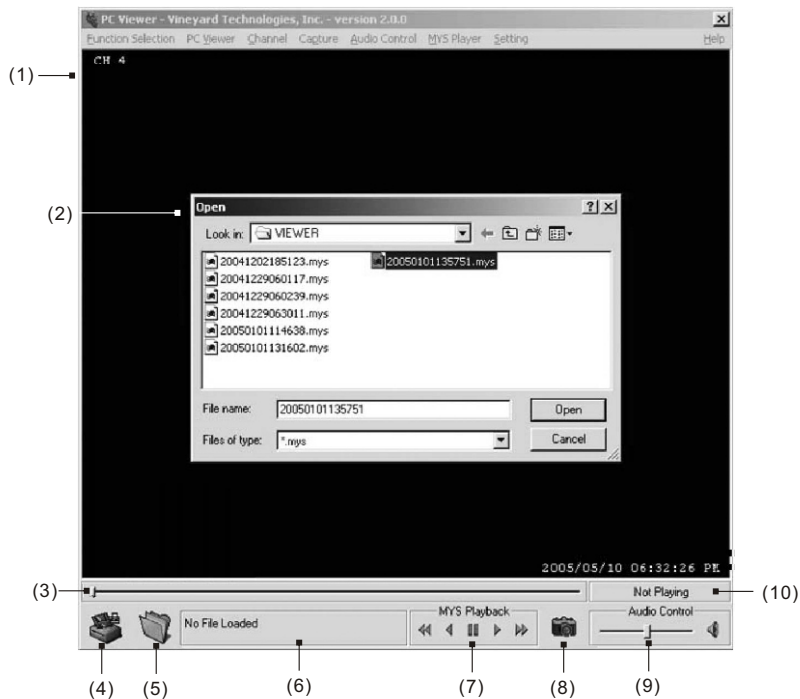 PC Viewer - Vineyard Technologies, Inc. - version 2.0.0
Function Selection PC Viewer Channel Capture Audio Control MYS Player Setting Help
CH 4
(1)
(2)
Open
Look in: VIEWER
20041202185123.mys 20050101135751.mys
20041229060117.mys
20041229060239.mys
20041229063011.mys
20050101114638.mys
20050101131602.mys
File name: 20050101135751 Open
Files of type: *.mys Cancel
2005/05/10 06:32:26 PM
(3) Not Playing (10)
No File Loaded MYS Playback Audio Control
(4) (5) (6) (7) (8) (9)